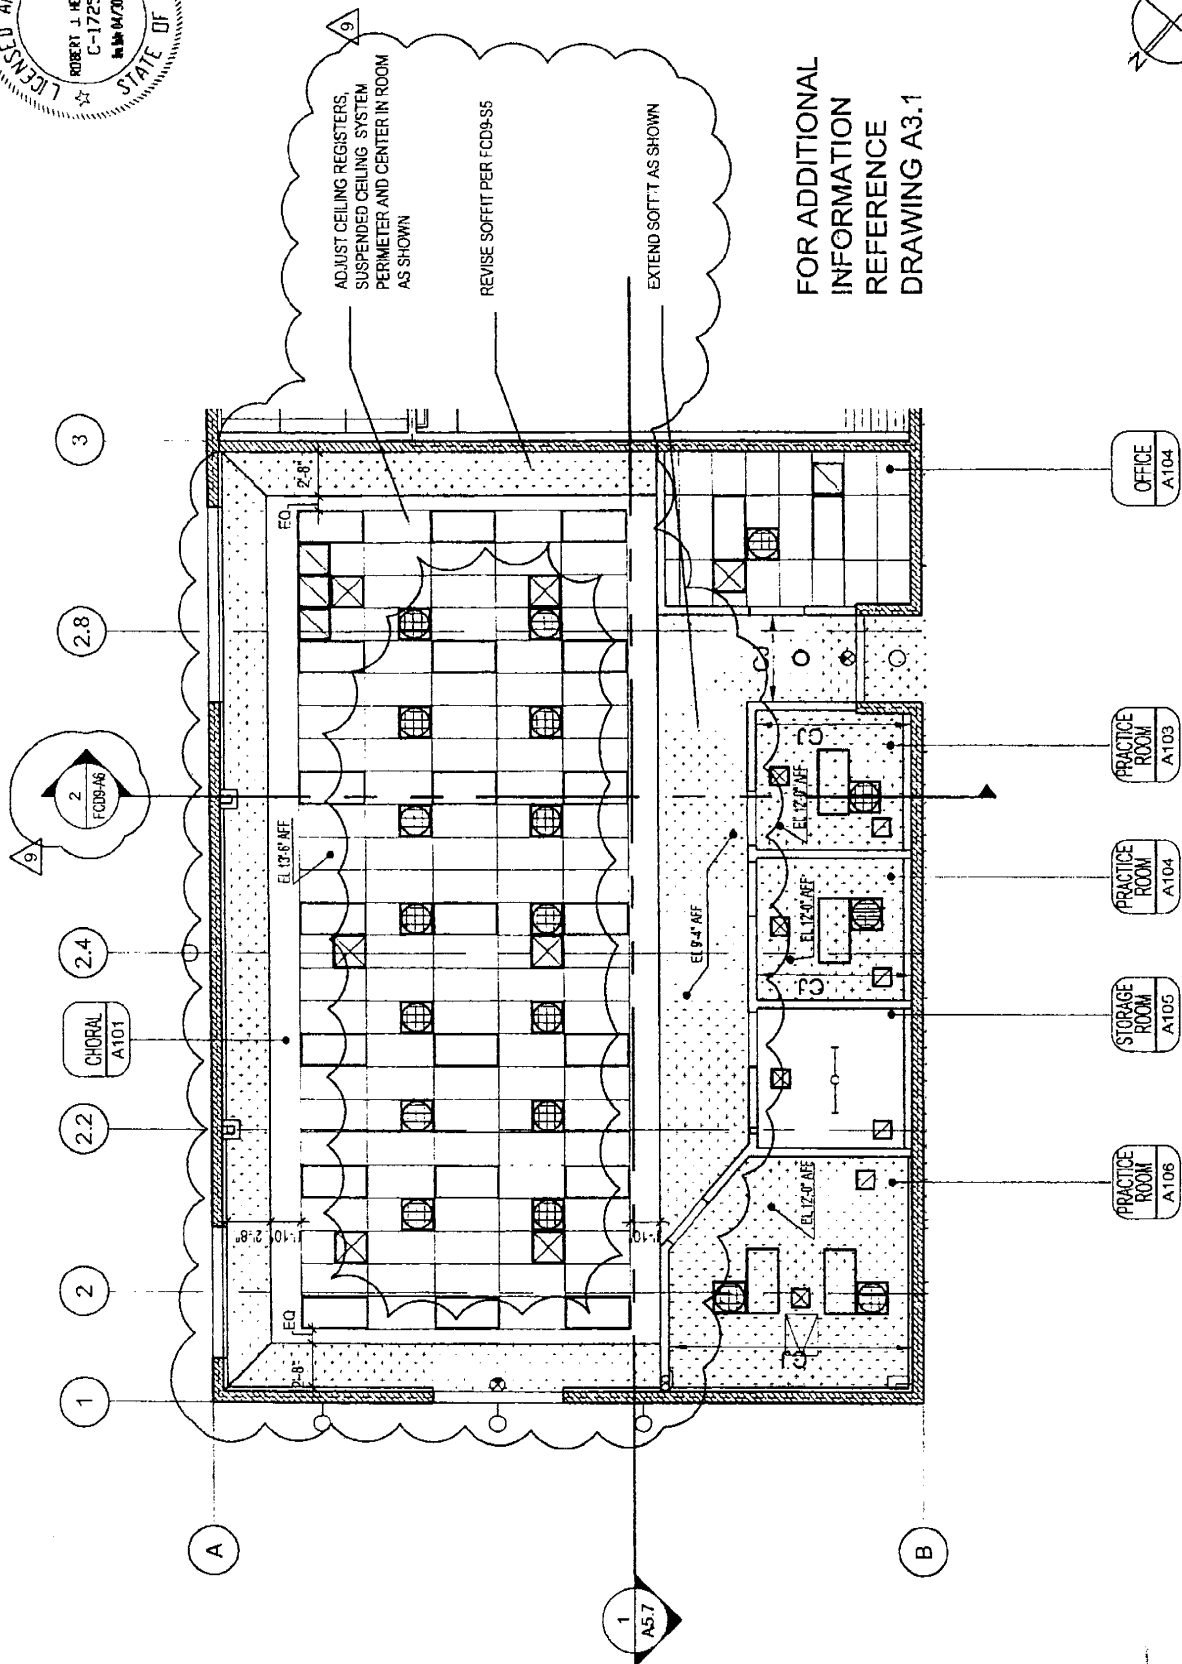 LICENSED
ROBERT J. HE
STATE OF
9
ADJUST CEILING REGISTERS,
SUSPENDED CEILING SYSTEM
PERIMETER AND CENTER IN ROOM
AS SHOWN
REVISE SOFFIT PER FCD9-S5
EXTEND SOFFIT AS SHOWN
FOR ADDITIONAL
INFORMATION
REFERENCE
DRAWING A3.1
N
3
2.8
2
FCD9-A6
9
2.4
CHORAL
A101
2.2
2
1
A
B
1
A5.7
2'-8"
EQ
EL 13'-6" AFF
EL 9'-4" AFF
EL 12'-0" AFF
EL 12'-0" AFF
EL 12'-0" AFF
2'-8"
1'-10"
1'-10"
EQ
2'-8"
OFFICE
A104
PRACTICE
ROOM
A103
PRACTICE
ROOM
A104
STORAGE
ROOM
A105
PRACTICE
ROOM
A106